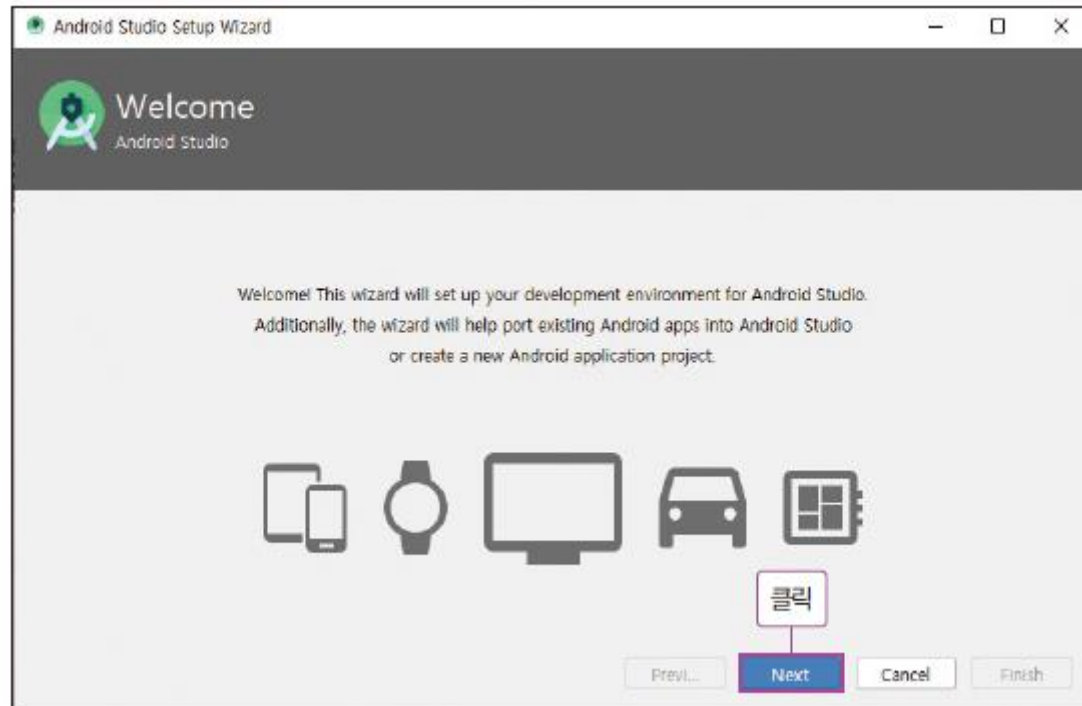 Android Studio Setup Wizard
Welcome
Android Studio
Welcome! This wizard will set up your development environment for Android Studio.
Additionally, the wizard will help port existing Android apps into Android Studio
or create a new Android application project.
클릭
Previ...
Next
Cancel
Finish